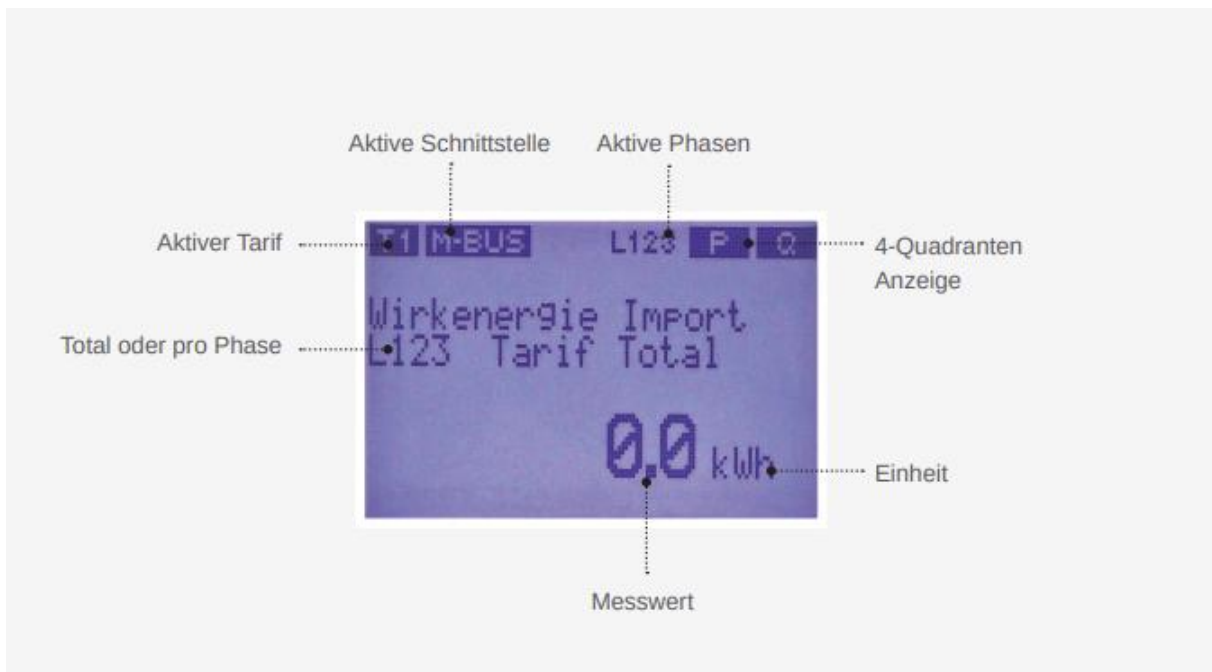 Aktive Schnittstelle
Aktive Phasen
Aktiver Tarif
T1 M-BUS L123 P Q
4-Quadranten
Anzeige
Wirkenergie Import
Total oder pro Phase
L123 Tarif Total
0,0 kWh
Einheit
Messwert